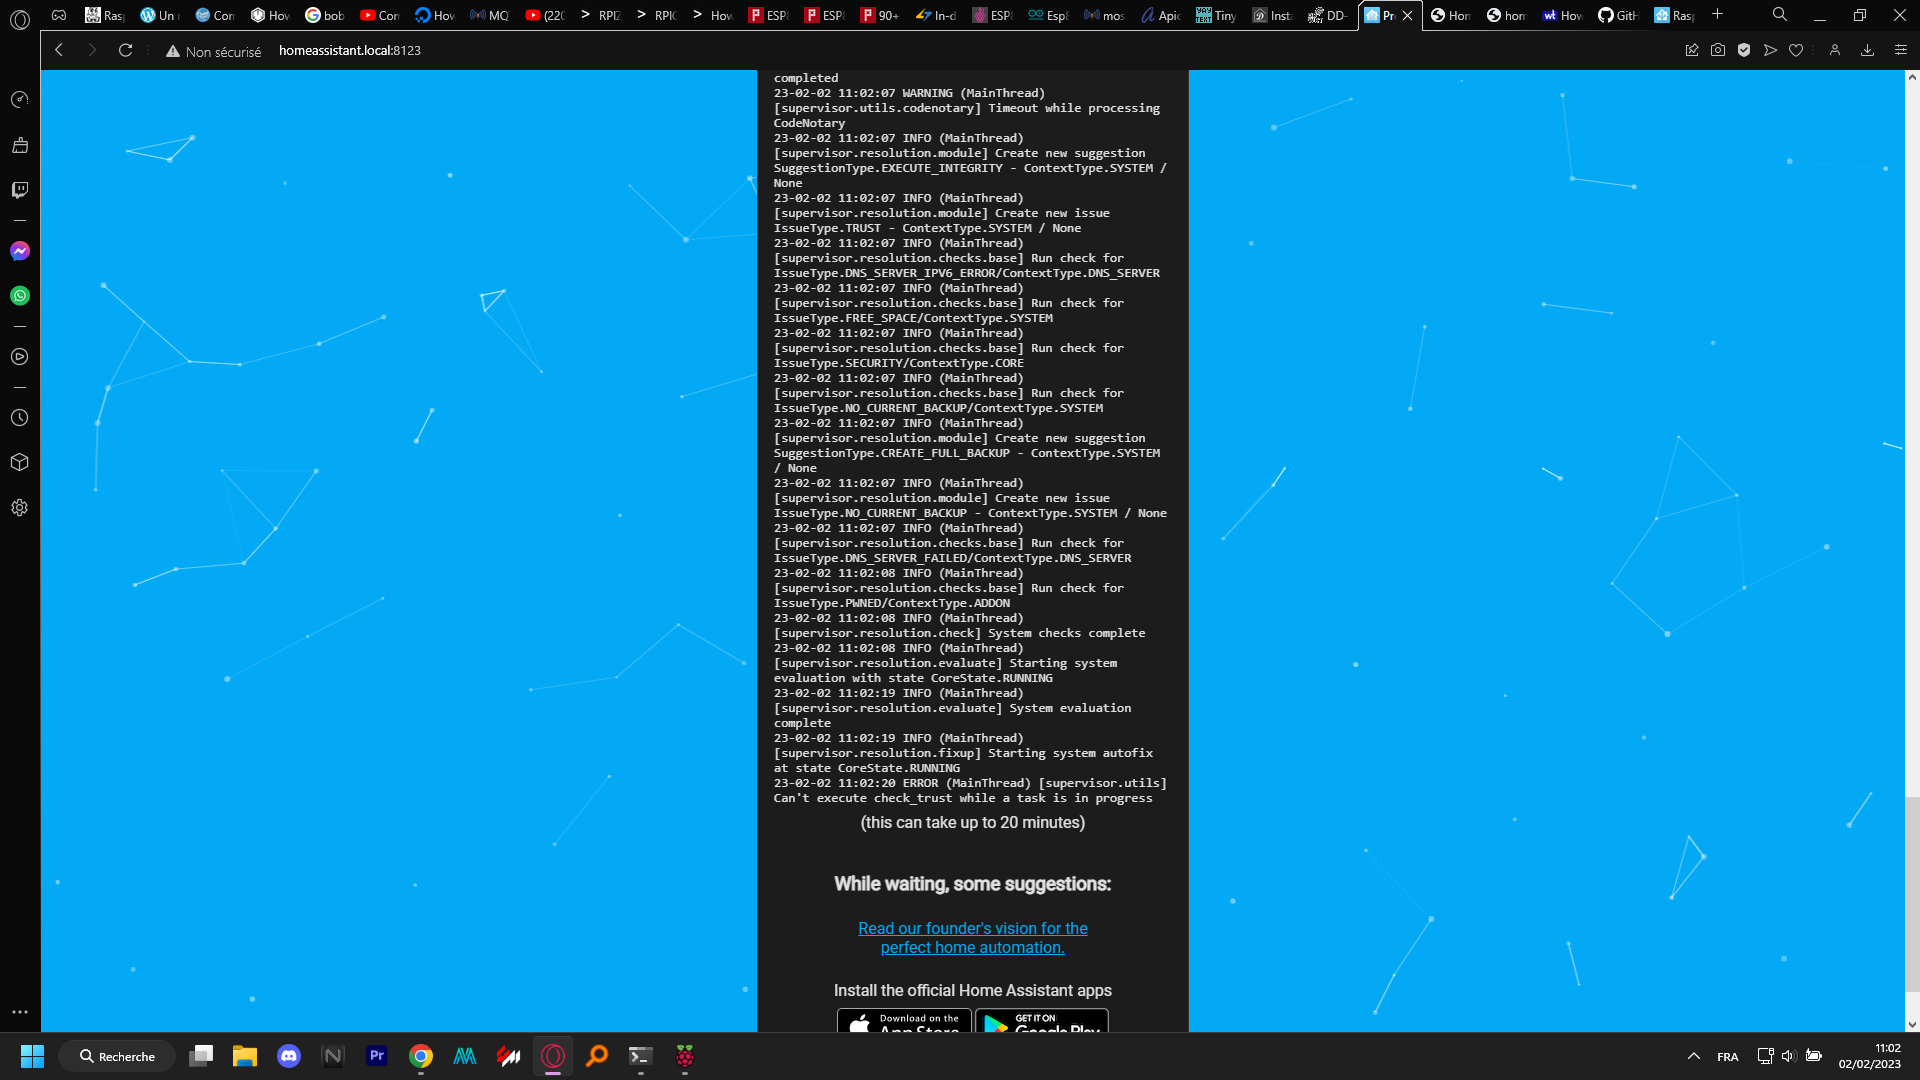 Ras
Un
Con
How
bob
Con
How
MQ
(220
RPIZ
RPIC
How
ESP8
ESP8
90+
In-d
ESP8
Esp8
mos
Apic
Tiny
Inst
DD-
Pr
Hon
hom
How
GitH
Ras
Non sécurisé
homeassistant.local:8123
completed
23-02-02 11:02:07 WARNING (MainThread)
[supervisor.utils.codenotary] Timeout while processing
CodeNotary
23-02-02 11:02:07 INFO (MainThread)
[supervisor.resolution.module] Create new suggestion
SuggestionType.EXECUTE_INTEGRITY - ContextType.SYSTEM /
None
23-02-02 11:02:07 INFO (MainThread)
[supervisor.resolution.module] Create new issue
IssueType.TRUST - ContextType.SYSTEM / None
23-02-02 11:02:07 INFO (MainThread)
[supervisor.resolution.checks.base] Run check for
IssueType.DNS_SERVER_IPV6_ERROR/ContextType.DNS_SERVER
23-02-02 11:02:07 INFO (MainThread)
[supervisor.resolution.checks.base] Run check for
IssueType.FREE_SPACE/ContextType.SYSTEM
23-02-02 11:02:07 INFO (MainThread)
[supervisor.resolution.checks.base] Run check for
IssueType.SECURITY/ContextType.CORE
23-02-02 11:02:07 INFO (MainThread)
[supervisor.resolution.checks.base] Run check for
IssueType.NO_CURRENT_BACKUP/ContextType.SYSTEM
23-02-02 11:02:07 INFO (MainThread)
[supervisor.resolution.module] Create new suggestion
SuggestionType.CREATE_FULL_BACKUP - ContextType.SYSTEM
/ None
23-02-02 11:02:07 INFO (MainThread)
[supervisor.resolution.module] Create new issue
IssueType.NO_CURRENT_BACKUP - ContextType.SYSTEM / None
23-02-02 11:02:07 INFO (MainThread)
[supervisor.resolution.checks.base] Run check for
IssueType.DNS_SERVER_FAILED/ContextType.DNS_SERVER
23-02-02 11:02:08 INFO (MainThread)
[supervisor.resolution.checks.base] Run check for
IssueType.PWNED/ContextType.ADDON
23-02-02 11:02:08 INFO (MainThread)
[supervisor.resolution.check] System checks complete
23-02-02 11:02:08 INFO (MainThread)
[supervisor.resolution.evaluate] Starting system
evaluation with state CoreState.RUNNING
23-02-02 11:02:19 INFO (MainThread)
[supervisor.resolution.evaluate] System evaluation
complete
23-02-02 11:02:19 INFO (MainThread)
[supervisor.resolution.fixup] Starting system autofix
at state CoreState.RUNNING
23-02-02 11:02:20 ERROR (MainThread) [supervisor.utils]
Can't execute check_trust while a task is in progress
(this can take up to 20 minutes)
While waiting, some suggestions:
Read our founder's vision for the
perfect home automation.
Install the official Home Assistant apps
Download on the
App Store
GET IT ON
Google Play
Recherche
FRA
11:02
02/02/2023